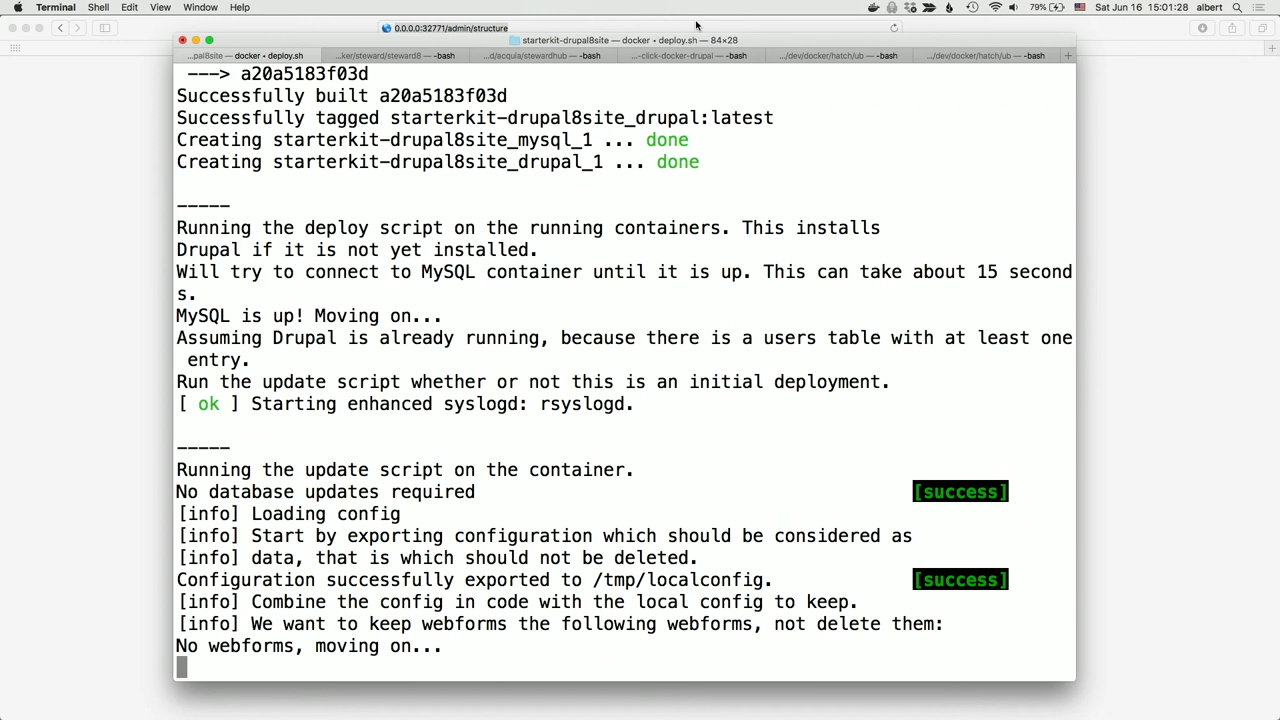 Terminal Shell Edit View Window Help 79% Sat Jun 16 15:01:28 albert
0.0.0.0:32771/admin/structure
starterkit-drupal8site — docker • deploy.sh — 84×28
...pal8site — docker • deploy.sh ...ker/steward/steward8 — -bash ...d/acquia/stewardhub — -bash ...-click-docker-drupal — -bash .../dev/docker/hatch/ub — -bash .../dev/docker/hatch/ub — -bash
---> a20a5183f03d
Successfully built a20a5183f03d
Successfully tagged starterkit-drupal8site_drupal:latest
Creating starterkit-drupal8site_mysql_1 ... done
Creating starterkit-drupal8site_drupal_1 ... done
-----
Running the deploy script on the running containers. This installs
Drupal if it is not yet installed.
Will try to connect to MySQL container until it is up. This can take about 15 second
s.
MySQL is up! Moving on...
Assuming Drupal is already running, because there is a users table with at least one
entry.
Run the update script whether or not this is an initial deployment.
[ ok ] Starting enhanced syslogd: rsyslogd.
-----
Running the update script on the container.
No database updates required [success]
[info] Loading config
[info] Start by exporting configuration which should be considered as
[info] data, that is which should not be deleted.
Configuration successfully exported to /tmp/localconfig. [success]
[info] Combine the config in code with the local config to keep.
[info] We want to keep webforms the following webforms, not delete them:
No webforms, moving on...